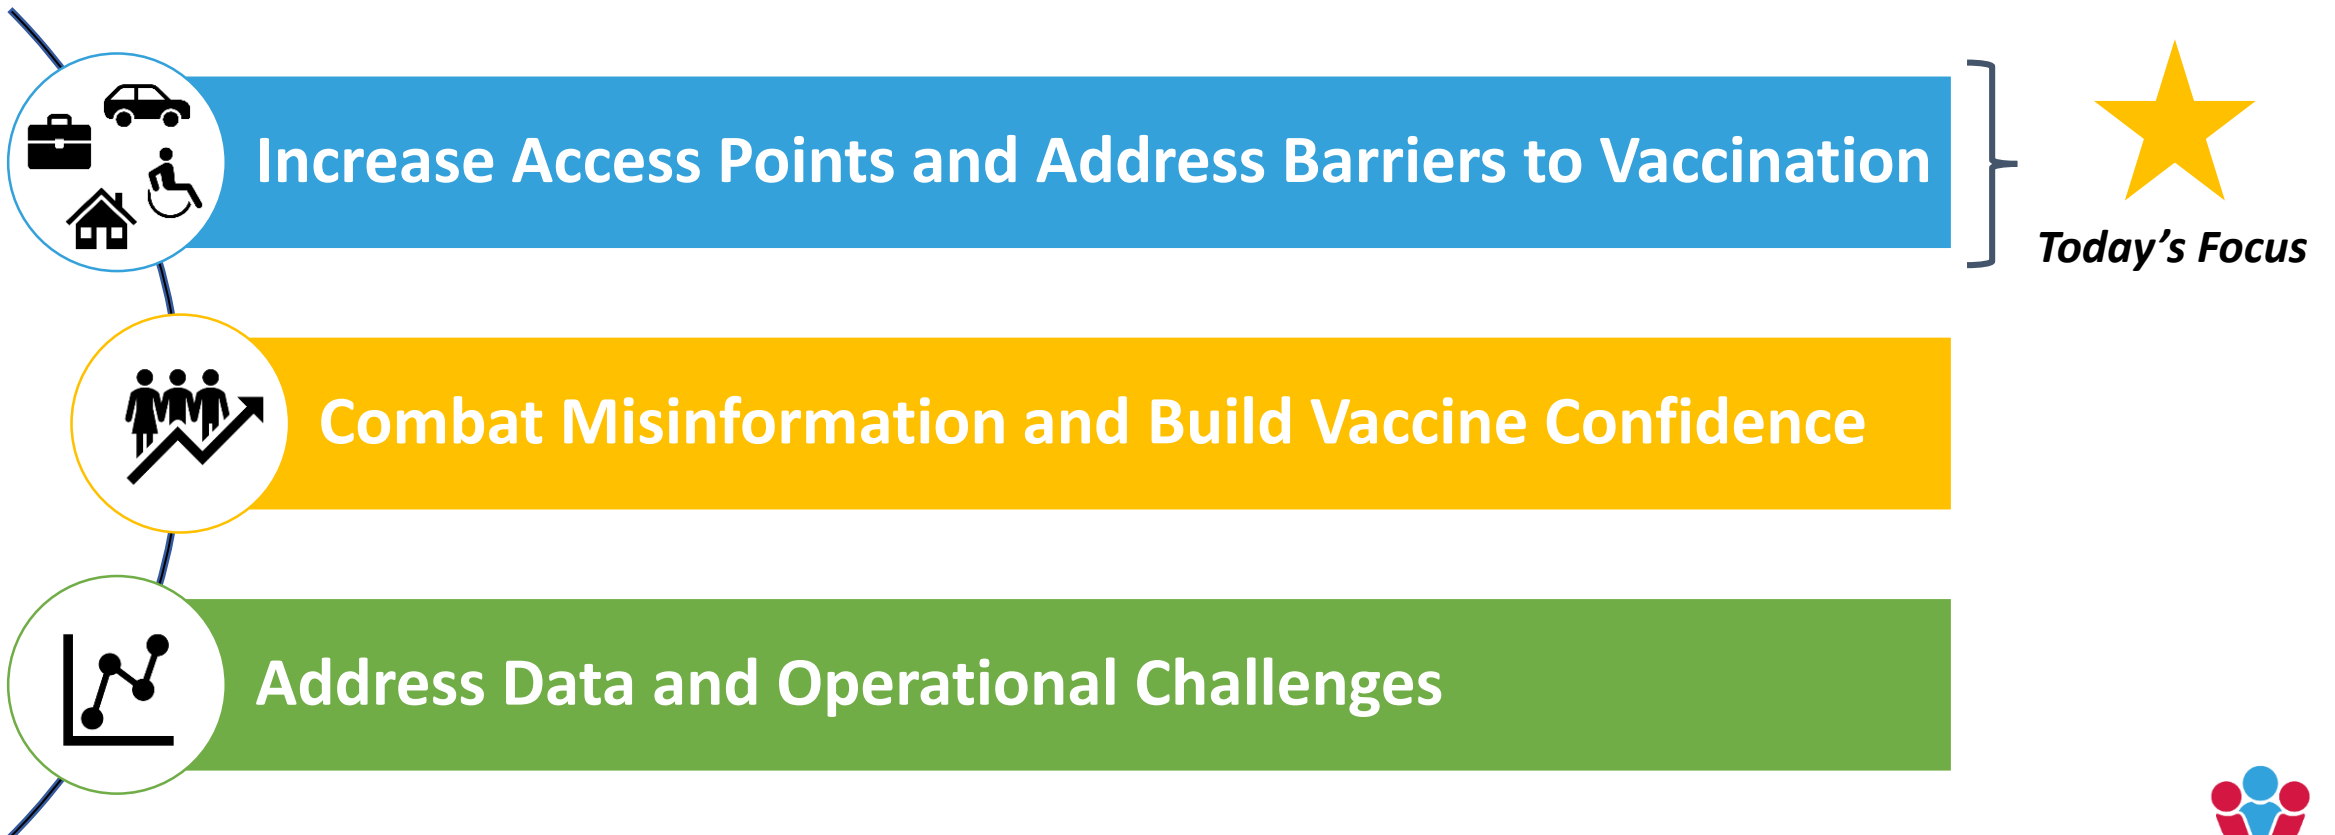 Increase Access Points and Address Barriers to Vaccination
Today’s Focus
Combat Misinformation and Build Vaccine Confidence
Address Data and Operational Challenges